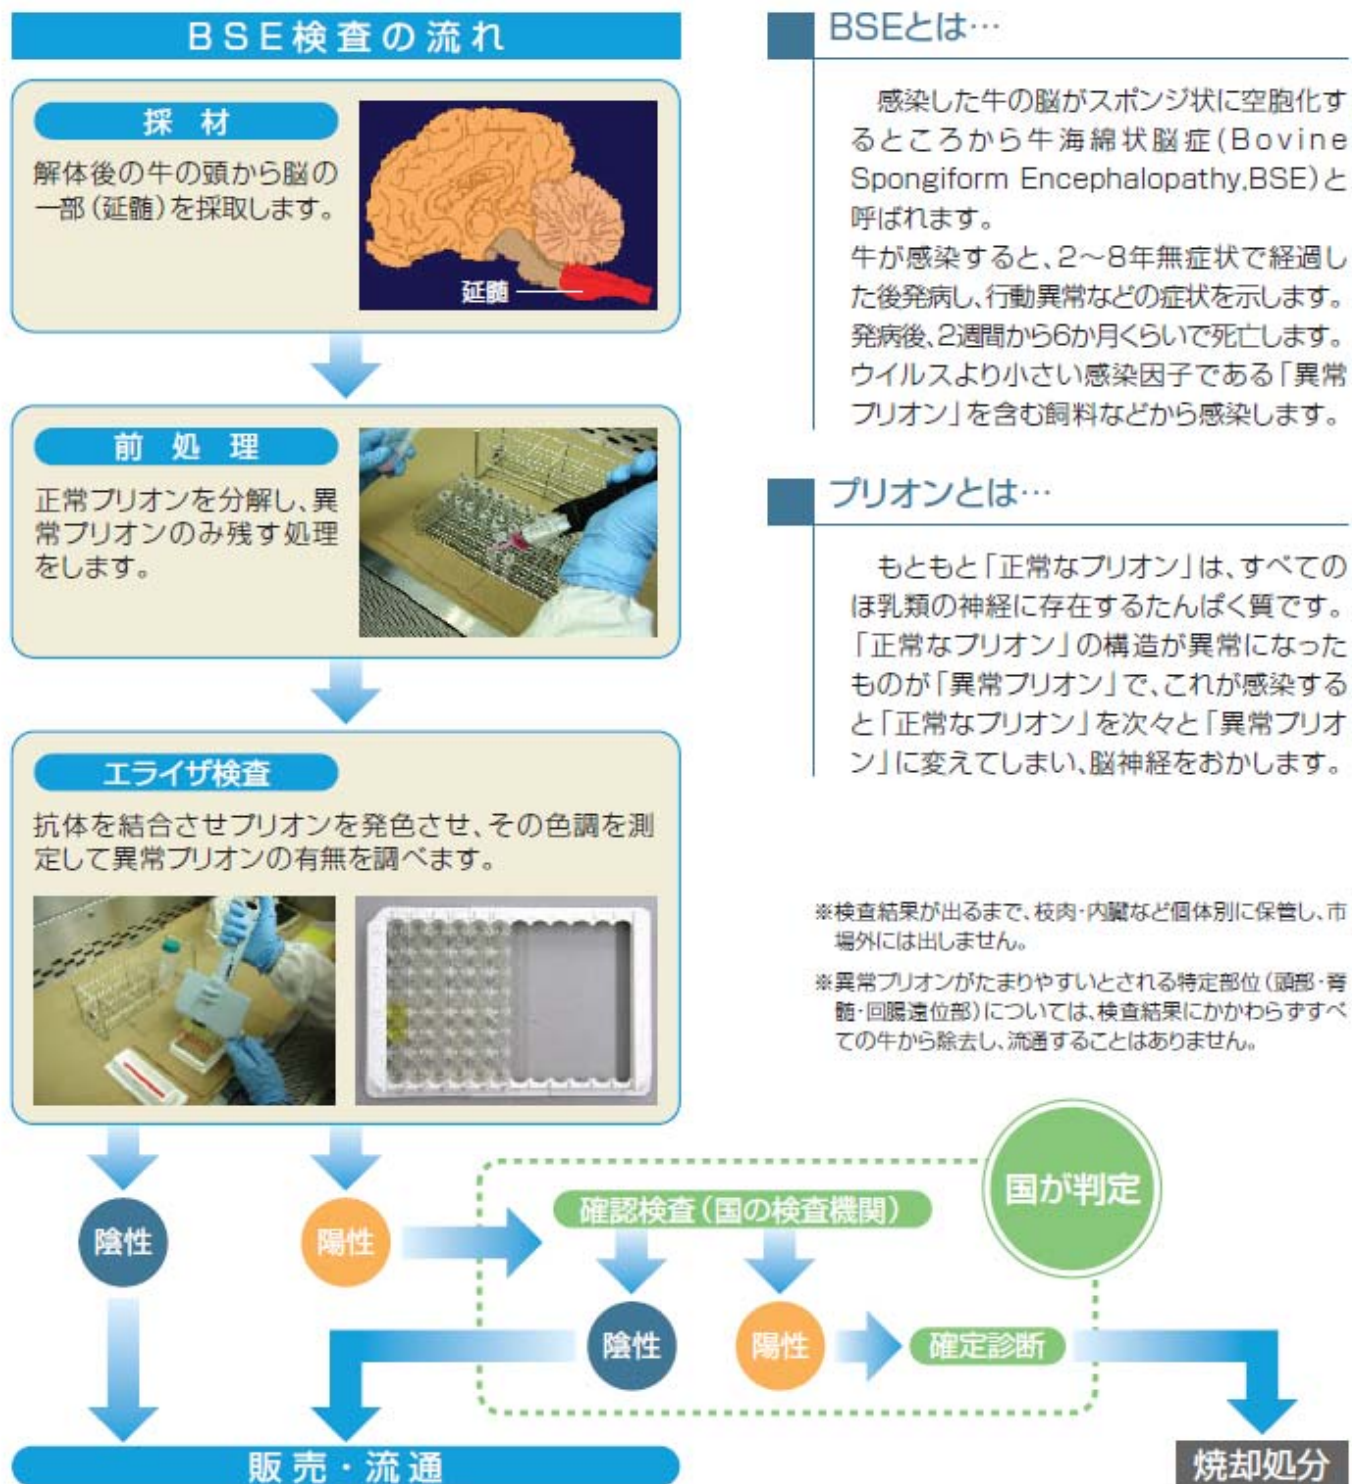 BSE検査の流れ
採材
解体後の牛の頭から脳の
一部（延髄）を採取します。
延髄
前処理
正常プリオンを分解し、異
常プリオンのみ残す処理
をします。
エライザ検査
抗体を結合させプリオンを発色させ、その色調を測
定して異常プリオンの有無を調べます。
陰性
陽性
確認検査（国の検査機関）
国が判定
陰性
陽性
確定診断
販売・流通
焼却処分
BSEとは…
感染した牛の脳がスポンジ状に空胞化す
るところから牛海綿状脳症(Bovine
Spongiform Encephalopathy,BSE)と
呼ばれます。
牛が感染すると、2〜8年無症状で経過し
た後発病し、行動異常などの症状を示します。
発病後、2週間から6か月くらいで死亡します。
ウイルスより小さい感染因子である「異常
プリオン」を含む飼料などから感染します。
プリオンとは…
もともと「正常なプリオン」は、すべての
ほ乳類の神経に存在するたんぱく質です。
「正常なプリオン」の構造が異常になった
ものが「異常プリオン」で、これが感染する
と「正常なプリオン」を次々と「異常プリオ
ン」に変えてしまい、脳神経をおかします。
※検査結果が出るまで、枝肉・内臓など個体別に保管し、市
場外には出しません。
※異常プリオンがたまりやすいとされる特定部位（頭部・脊
髄・回腸遠位部）については、検査結果にかかわらずすべ
ての牛から除去し、流通することはありません。